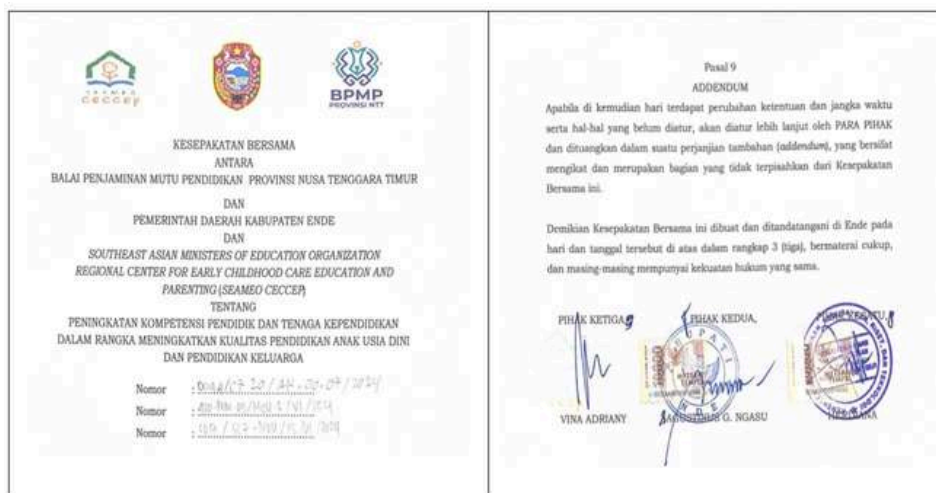 SEAMEO
CECCEP
BPMP
PROVINSI NTT
KESEPAKATAN BERSAMA
ANTARA
BALAI PENJAMINAN MUTU PENDIDIKAN PROVINSI NUSA TENGGARA TIMUR
DAN
PEMERINTAH DAERAH KABUPATEN ENDE
DAN
SOUTHEAST ASIAN MINISTERS OF EDUCATION ORGANIZATION
REGIONAL CENTER FOR EARLY CHILDHOOD CARE EDUCATION AND
PARENTING (SEAMEO CECCEP)
TENTANG
PENINGKATAN KOMPETENSI PENDIDIK DAN TENAGA KEPENDIDIKAN
DALAM RANGKA MENINGKATKAN KUALITAS PENDIDIKAN ANAK USIA DINI
DAN PENDIDIKAN KELUARGA
Nomor :
Nomor :
Nomor :
Pasal 9
ADDENDUM
Apabila di kemudian hari terdapat perubahan ketentuan dan jangka waktu
serta hal-hal yang belum diatur, akan diatur lebih lanjut oleh PARA PIHAK
dan dituangkan dalam suatu perjanjian tambahan (addendum), yang bersifat
mengikat dan merupakan bagian yang tidak terpisahkan dari Kesepakatan
Bersama ini.
Demikian Kesepakatan Bersama ini dibuat dan ditandatangani di Ende pada
hari dan tanggal tersebut di atas dalam rangkap 3 (tiga), bermaterai cukup,
dan masing-masing mempunyai kekuatan hukum yang sama.
PIHAK KETIGA, PIHAK KEDUA,
VINA ADRIANY AGUSTINUS G. NGASU